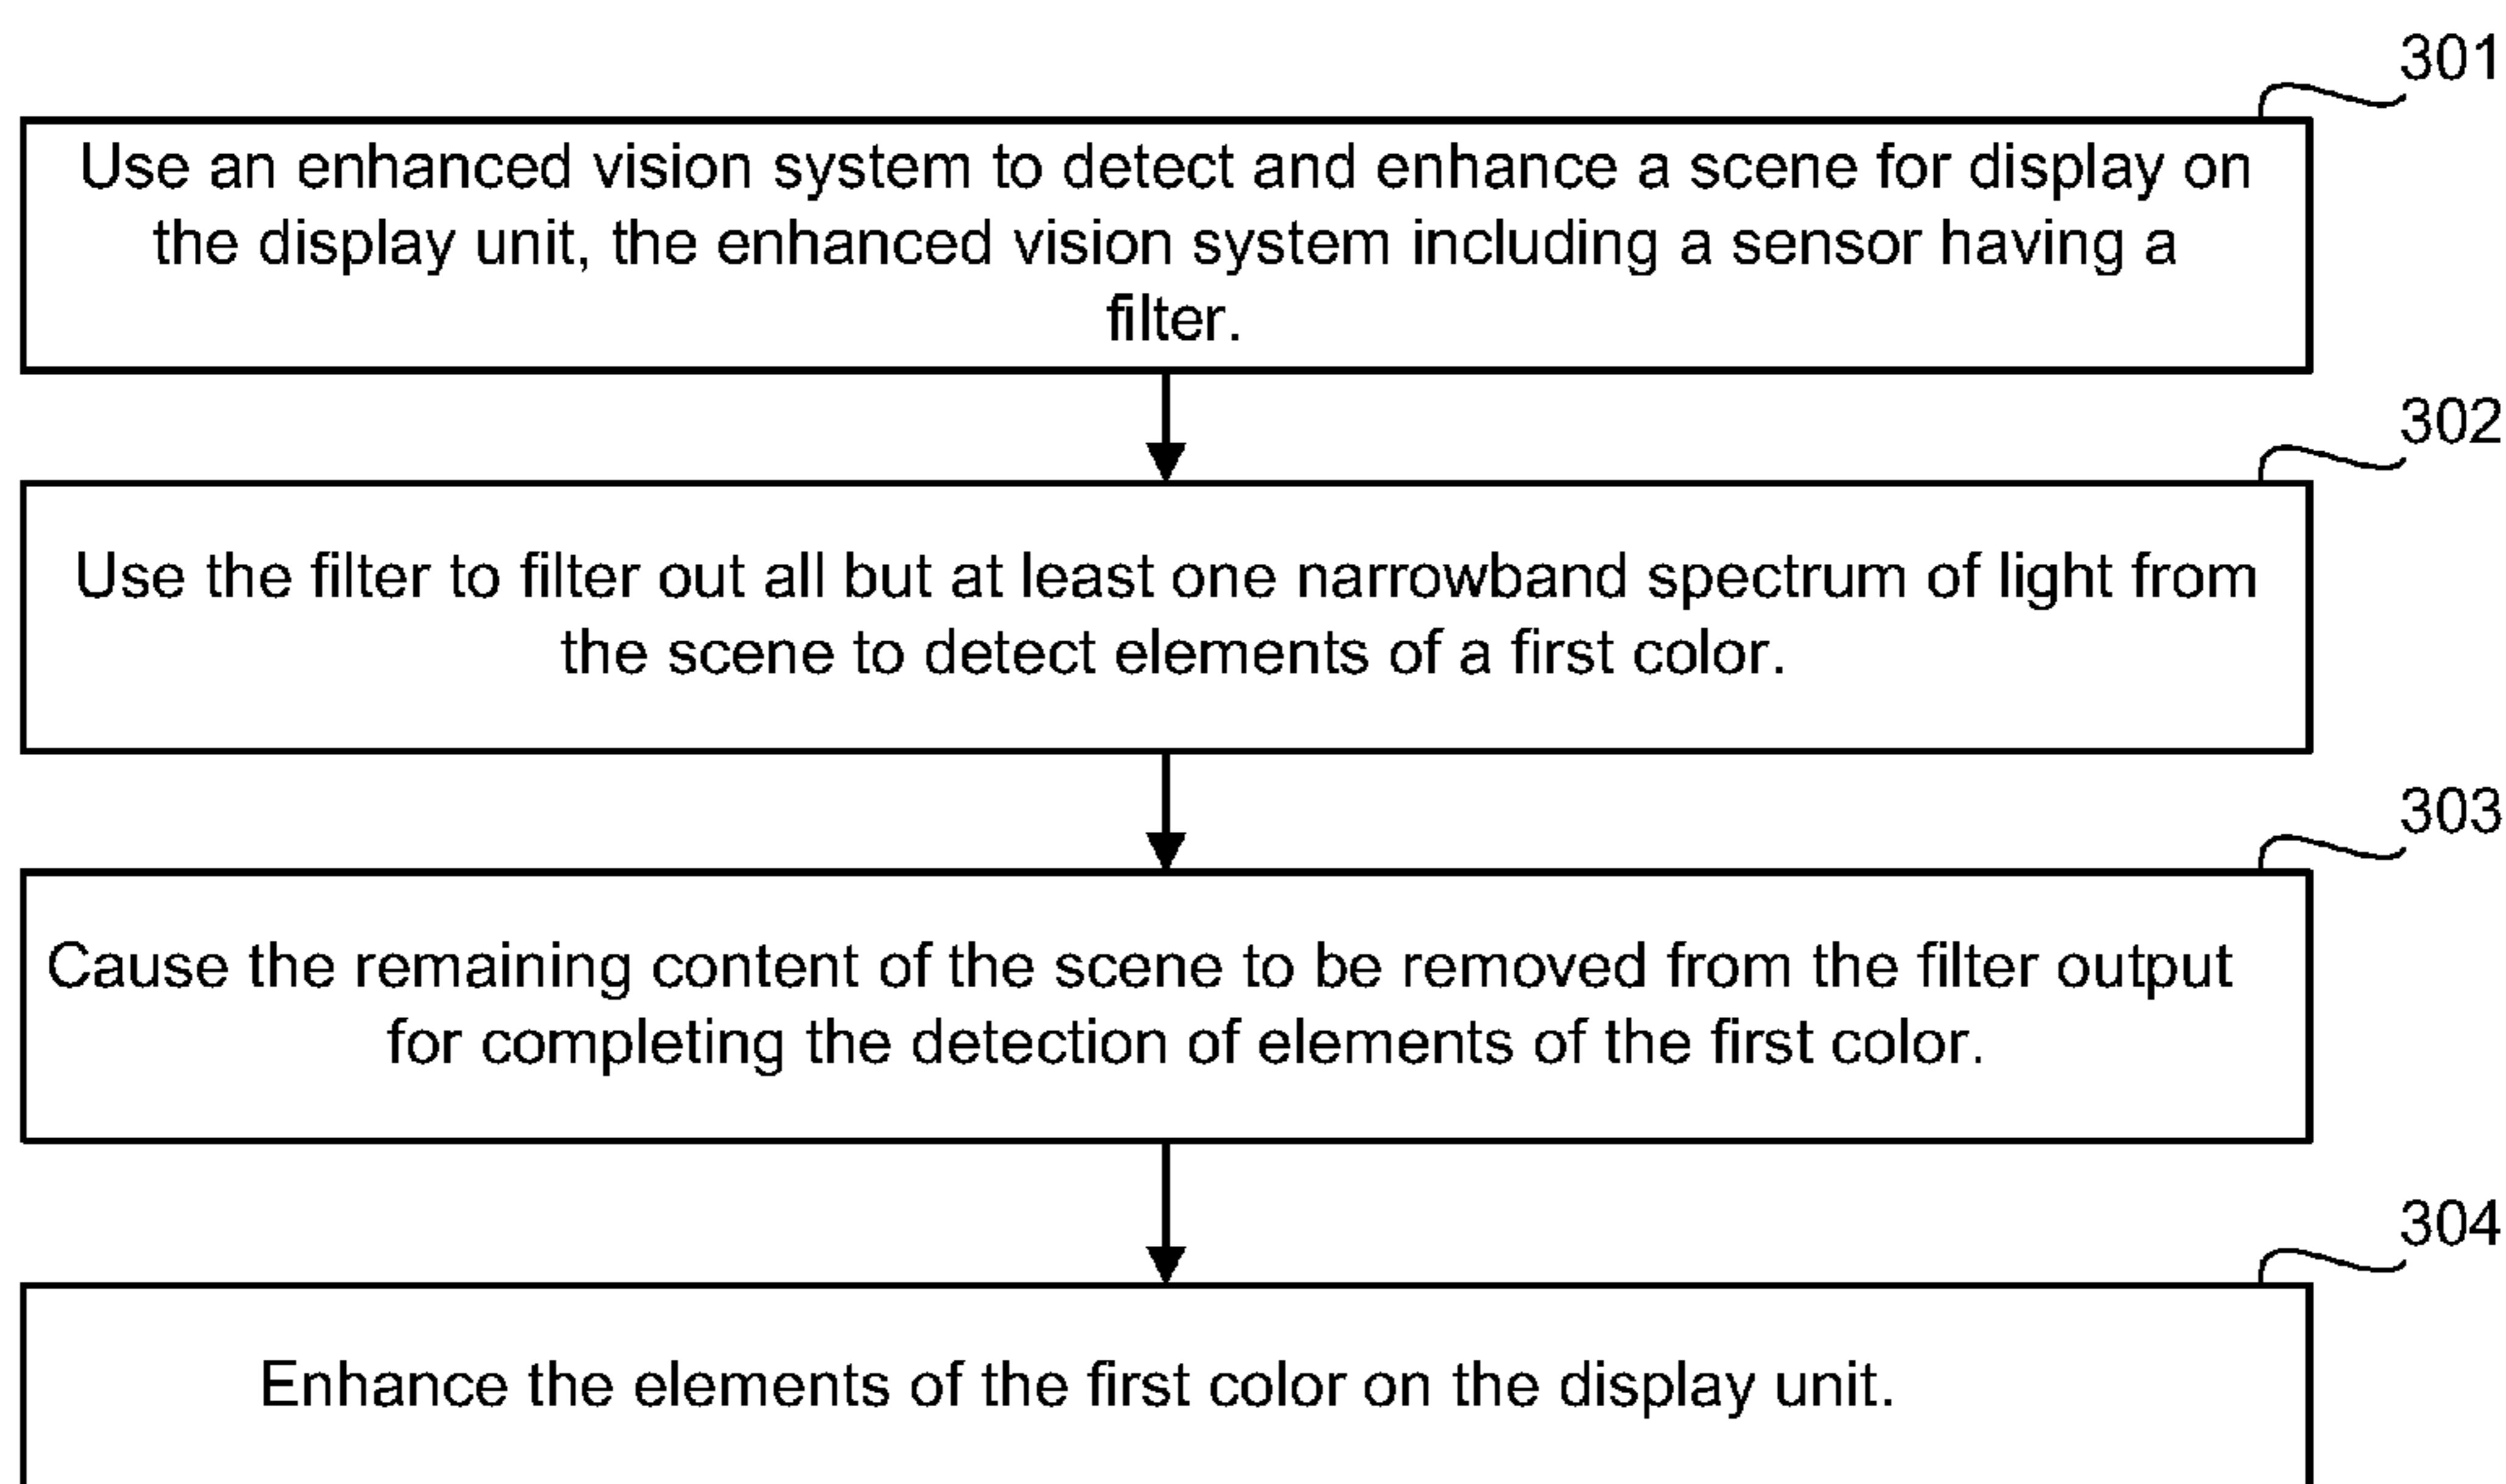 301
Use an enhanced vision system to detect and enhance a scene for display on
the display unit, the enhanced vision system including a sensor having a
filter.
302
Use the filter to filter out all but at least one narrowband spectrum of light from
the scene to detect elements of a first color.
303
Cause the remaining content of the scene to be removed from the filter output
for completing the detection of elements of the first color.
304
Enhance the elements of the first color on the display unit.